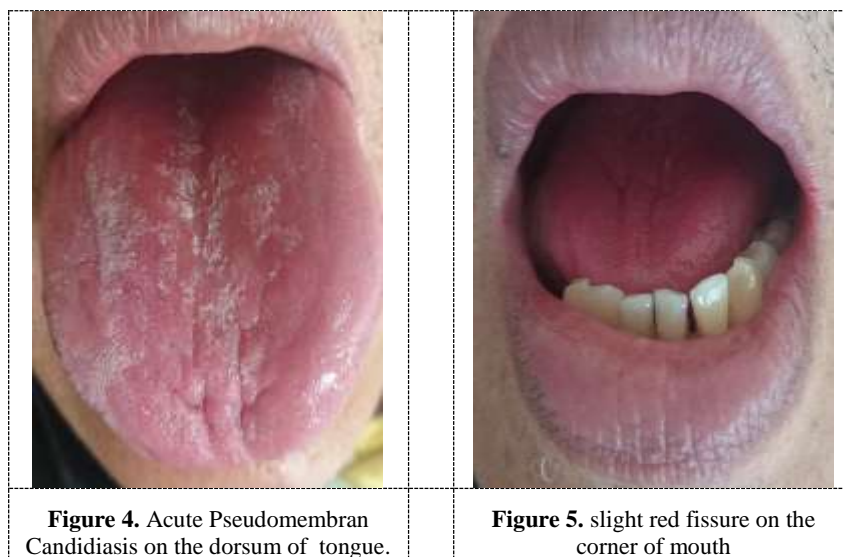 Figure 4. Acute Pseudomembran
Candidiasis on the dorsum of tongue.
Figure 5. slight red fissure on the
corner of mouth